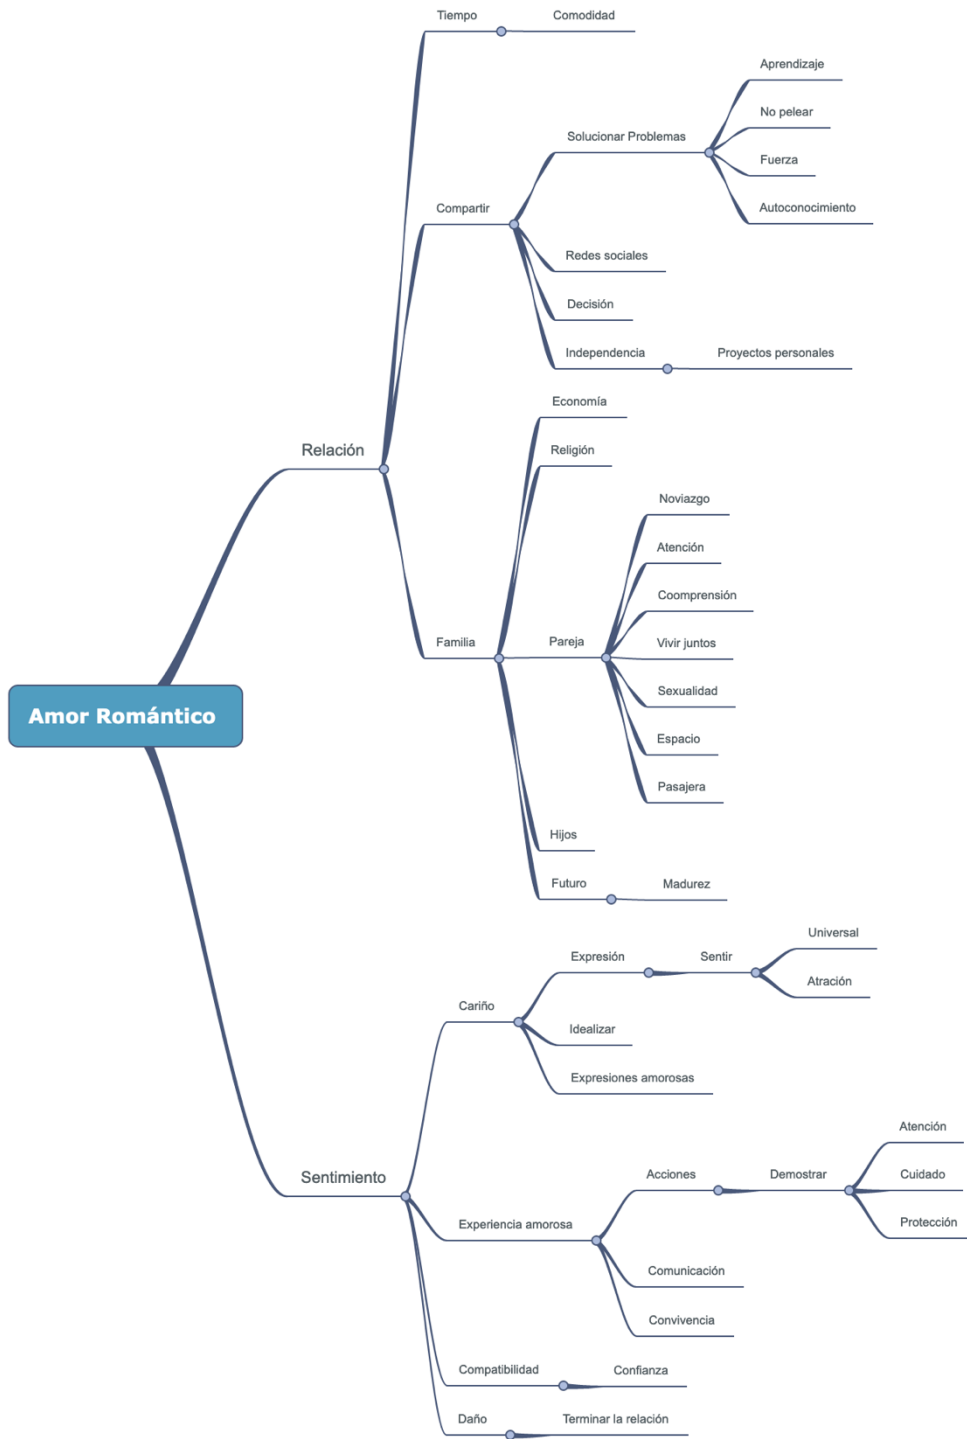 Tiempo
Comodidad
Aprendizaje
No pelear
Solucionar Problemas
Fuerza
Autoconocimiento
Compartir
Redes sociales
Decisión
Independencia
Proyectos personales
Economía
Relación
Religión
Noviazgo
Atención
Coomprensión
Familia
Pareja
Vivir juntos
Sexualidad
Amor Romántico
Espacio
Pasajera
Hijos
Futuro
Madurez
Universal
Expresión
Sentir
Atración
Cariño
Idealizar
Expresiones amorosas
Atención
Sentimiento
Acciones
Demostrar
Cuidado
Experiencia amorosa
Protección
Comunicación
Convivencia
Compatibilidad
Confianza
Daño
Terminar la relación